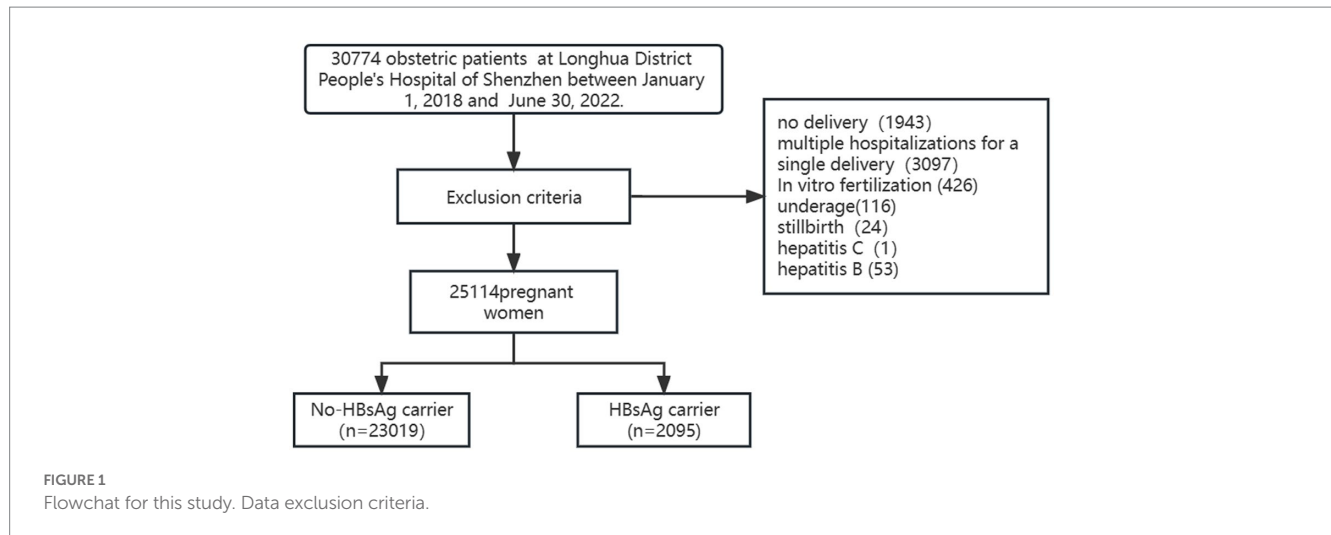 30774 obstetric patients at Longhua District
People's Hospital of Shenzhen between January
1, 2018 and June 30, 2022.
Exclusion criteria
no delivery (1943)
multiple hospitalizations for a
single delivery (3097)
In vitro fertilization (426)
underage(116)
stillbirth (24)
hepatitis C (1)
hepatitis B (53)
25114pregnant
women
No-HBsAg carrier
(n=23019)
HBsAg carrier
(n=2095)
FIGURE 1
Flowchat for this study. Data exclusion criteria.